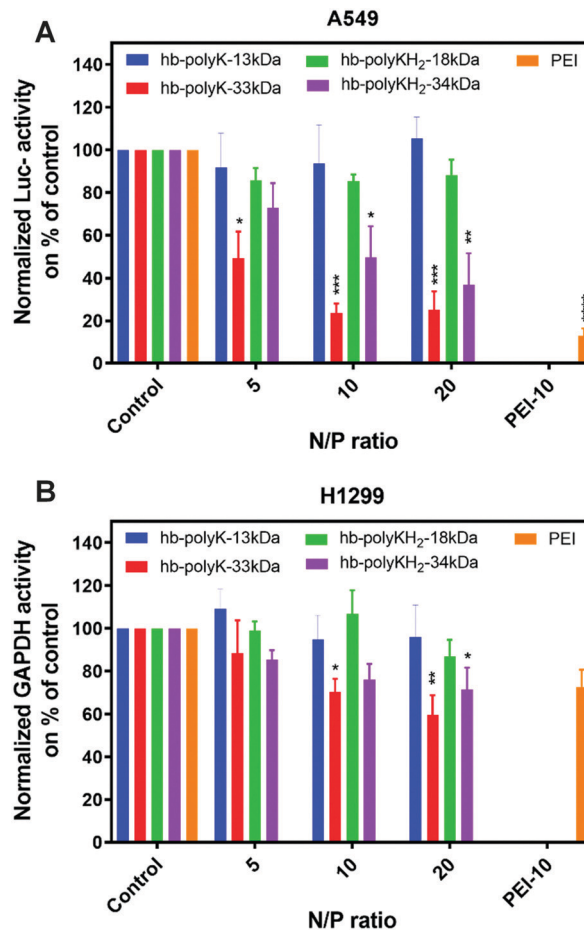 A
A549
hb-polyK-13kDa
hb-polyKH₂-18kDa
PEI
hb-polyK-33kDa
hb-polyKH₂-34kDa
Normalized Luc- activity
on % of control
140
120
100
80
60
40
20
0
*
***
*
***
**
****
Control
5
10
20
PEI-10
N/P ratio
B
H1299
hb-polyK-13kDa
hb-polyKH₂-18kDa
PEI
hb-polyK-33kDa
hb-polyKH₂-34kDa
Normalized GAPDH activity
on % of control
140
120
100
80
60
40
20
0
*
**
*
Control
5
10
20
PEI-10
N/P ratio